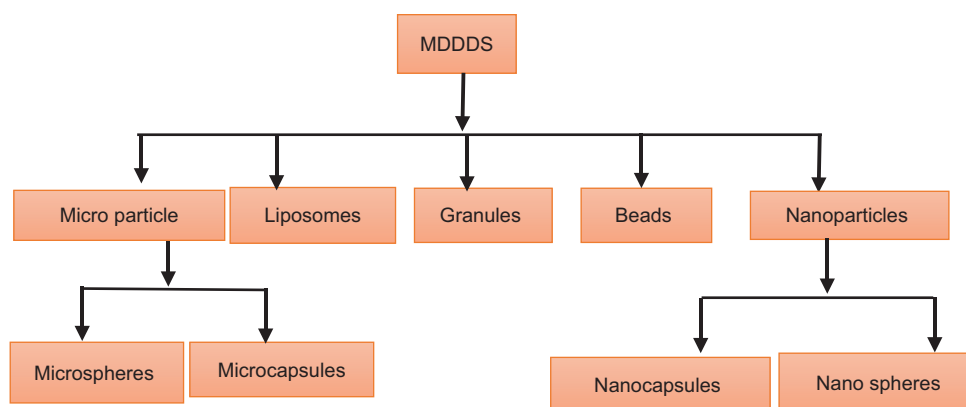 MDDDS
Micro particle
Liposomes
Granules
Beads
Nanoparticles
Microspheres
Microcapsules
Nanocapsules
Nano spheres